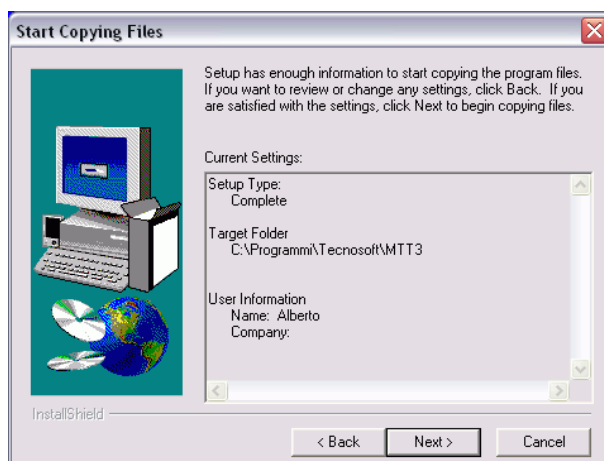 Start Copying Files
Setup has enough information to start copying the program files.
If you want to review or change any settings, click Back. If you
are satisfied with the settings, click Next to begin copying files.
Current Settings:
Setup Type:
Complete
Target Folder
C:\Programmi\Tecnosoft\MTT3
User Information
Name: Alberto
Company:
InstallShield
< Back
Next >
Cancel